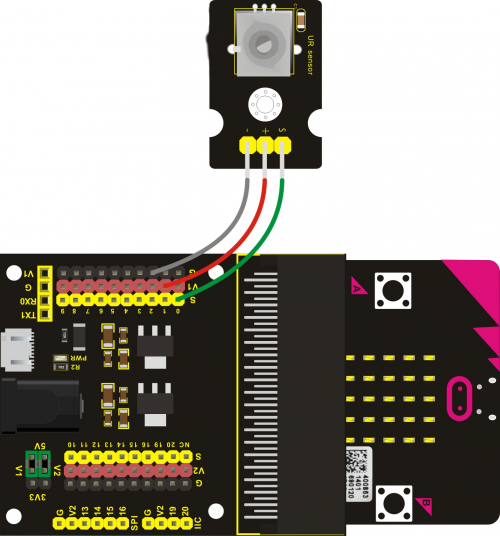 C
UR sensor
- + S
V1
G
RX0
TX1
G
V1
S
9 8 7 6 5 4 3 2 1 0
PWR
R2
A
10 11 12 13 14 15 16 19 20 NC
S
V2
G
5V
V1
V2
3V3
G V2 13 14 15 16 SPI G V2 19 20 IIC
400863
1401
690120
B